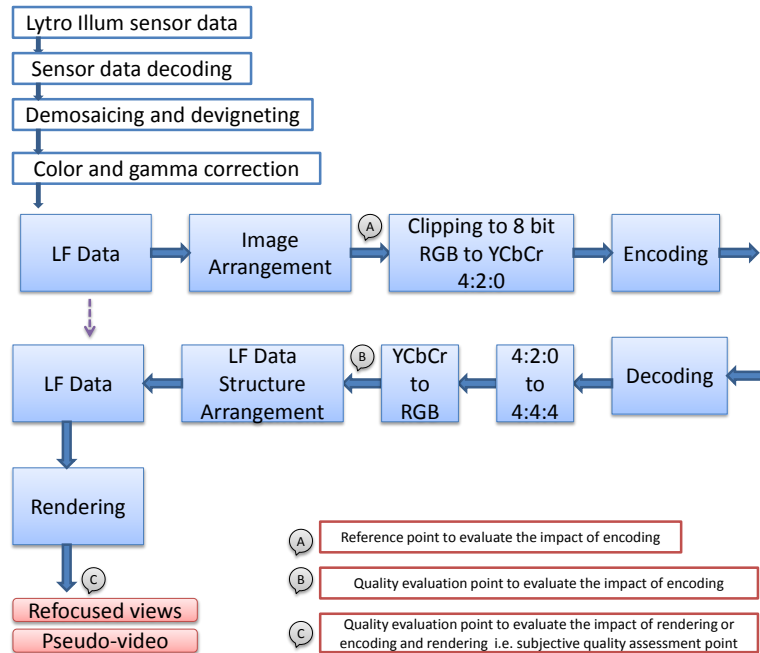 Lytro Illum sensor data
Sensor data decoding
Demosaicing and devigneting
Color and gamma correction
LF Data
Image
Arrangement
A
Clipping to 8 bit
RGB to YCbCr
4:2:0
Encoding
Decoding
4:2:0
to
4:4:4
YCbCr
to
RGB
B
LF Data
Structure
Arrangement
LF Data
Rendering
C
Refocused views
Pseudo-video
A
Reference point to evaluate the impact of encoding
B
Quality evaluation point to evaluate the impact of encoding
C
Quality evaluation point to evaluate the impact of rendering or
encoding and rendering i.e. subjective quality assessment point